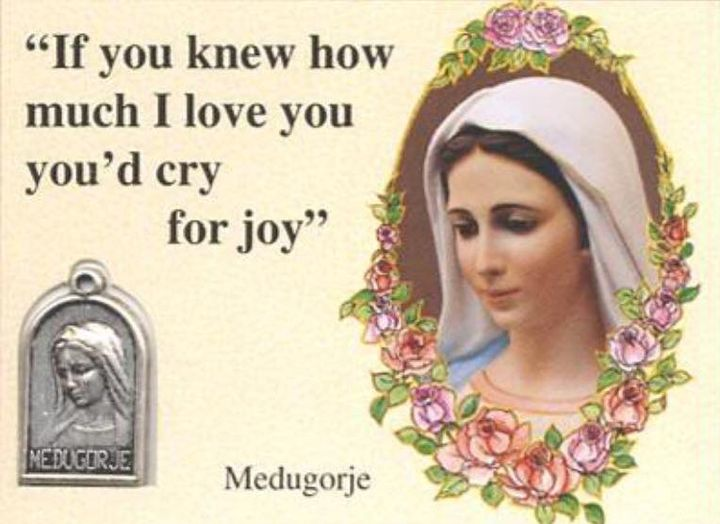 “If you knew how
much I love you
you’d cry
for joy”
MEDUGORJE
Medugorje